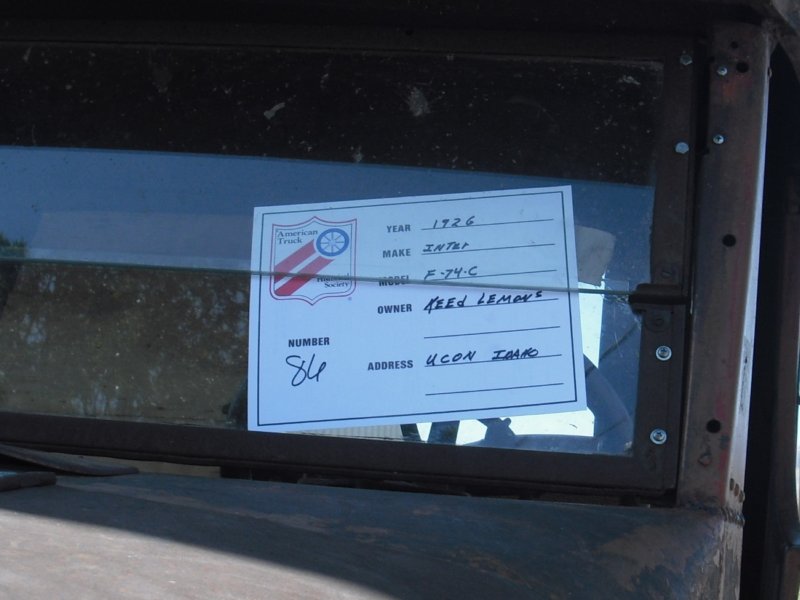 American
Truck
Historical
Society
®
YEAR 1926
MAKE INTER
MODEL F-74-C
OWNER REED LEMONS
NUMBER
86
ADDRESS UCON IDAHO